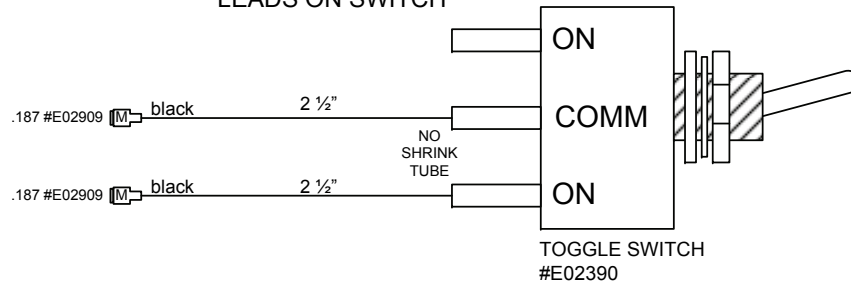 LEADS ON SWITCH
ON
.187 #E02909 M black 2 ½” COMM
NO
SHRINK
TUBE
.187 #E02909 M black 2 ½” ON
TOGGLE SWITCH
#E02390